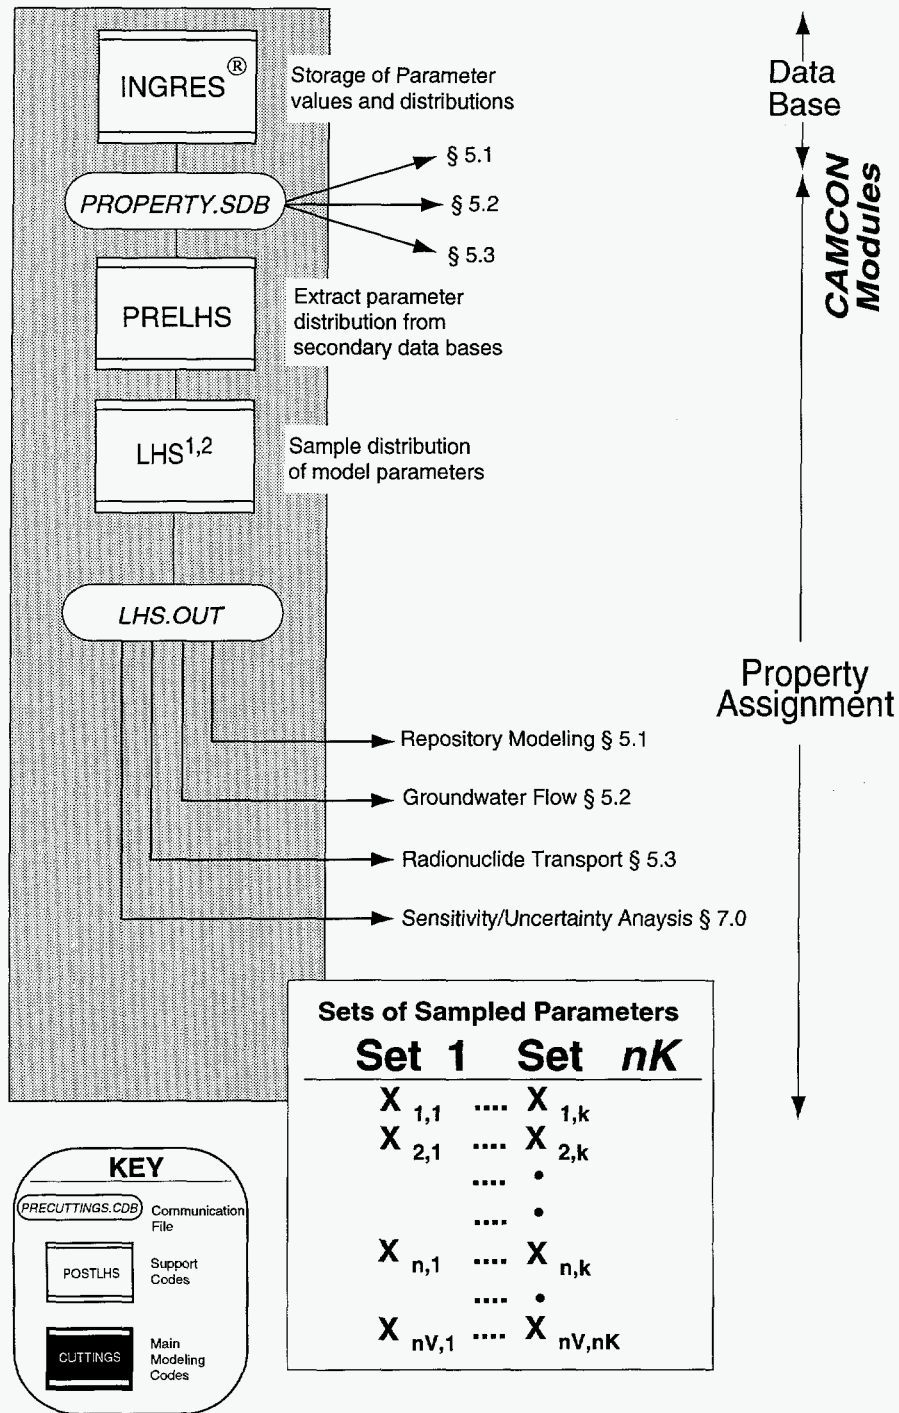 INGRES®
Storage of Parameter
values and distributions
Data
Base
PROPERTY.SDB
§ 5.1
§ 5.2
§ 5.3
CAMCON
Modules
PRELHS
Extract parameter
distribution from
secondary data bases
LHS1,2
Sample distribution
of model parameters
LHS.OUT
Property
Assignment
Repository Modeling § 5.1
Groundwater Flow § 5.2
Radionuclide Transport § 5.3
Sensitivity/Uncertainty Anaysis § 7.0
Sets of Sampled Parameters
Set 1 Set nK
X 1,1 .... X 1,k
X 2,1 .... X 2,k
.... •
.... •
X n,1 .... X n,k
.... •
X nV,1 .... X nV,nK
KEY
PRECUTTINGS.CDB Communication
File
POSTLHS
Support
Codes
CUTTINGS
Main
Modeling
Codes